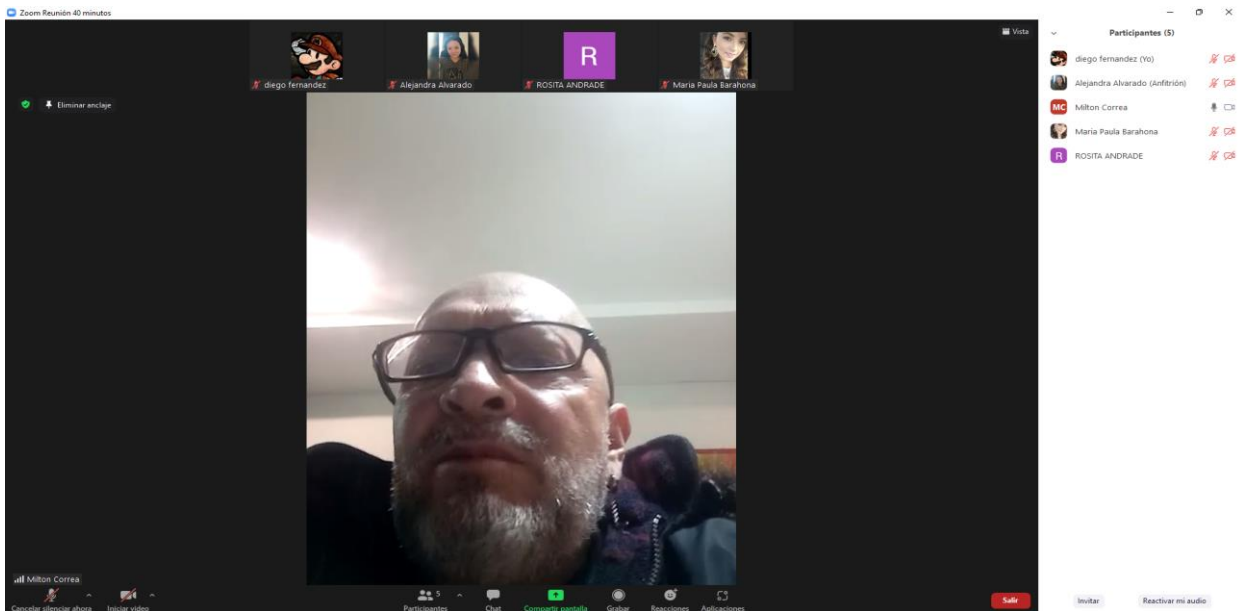 Zoom Reunión 40 minutos
Vista
diego fernandez
Alejandra Alvarado
R
ROSITA ANDRADE
Maria Paula Barahona
Eliminar anclaje
Milton Correa
Cancelar silenciar ahora
Iniciar video
5
Participantes
Chat
Compartir pantalla
Grabar
Reacciones
Aplicaciones
Salir
Participantes (5)
diego fernandez (Yo)
Alejandra Alvarado (Anfitrión)
MC Milton Correa
Maria Paula Barahona
R ROSITA ANDRADE
Invitar
Reactivar mi audio